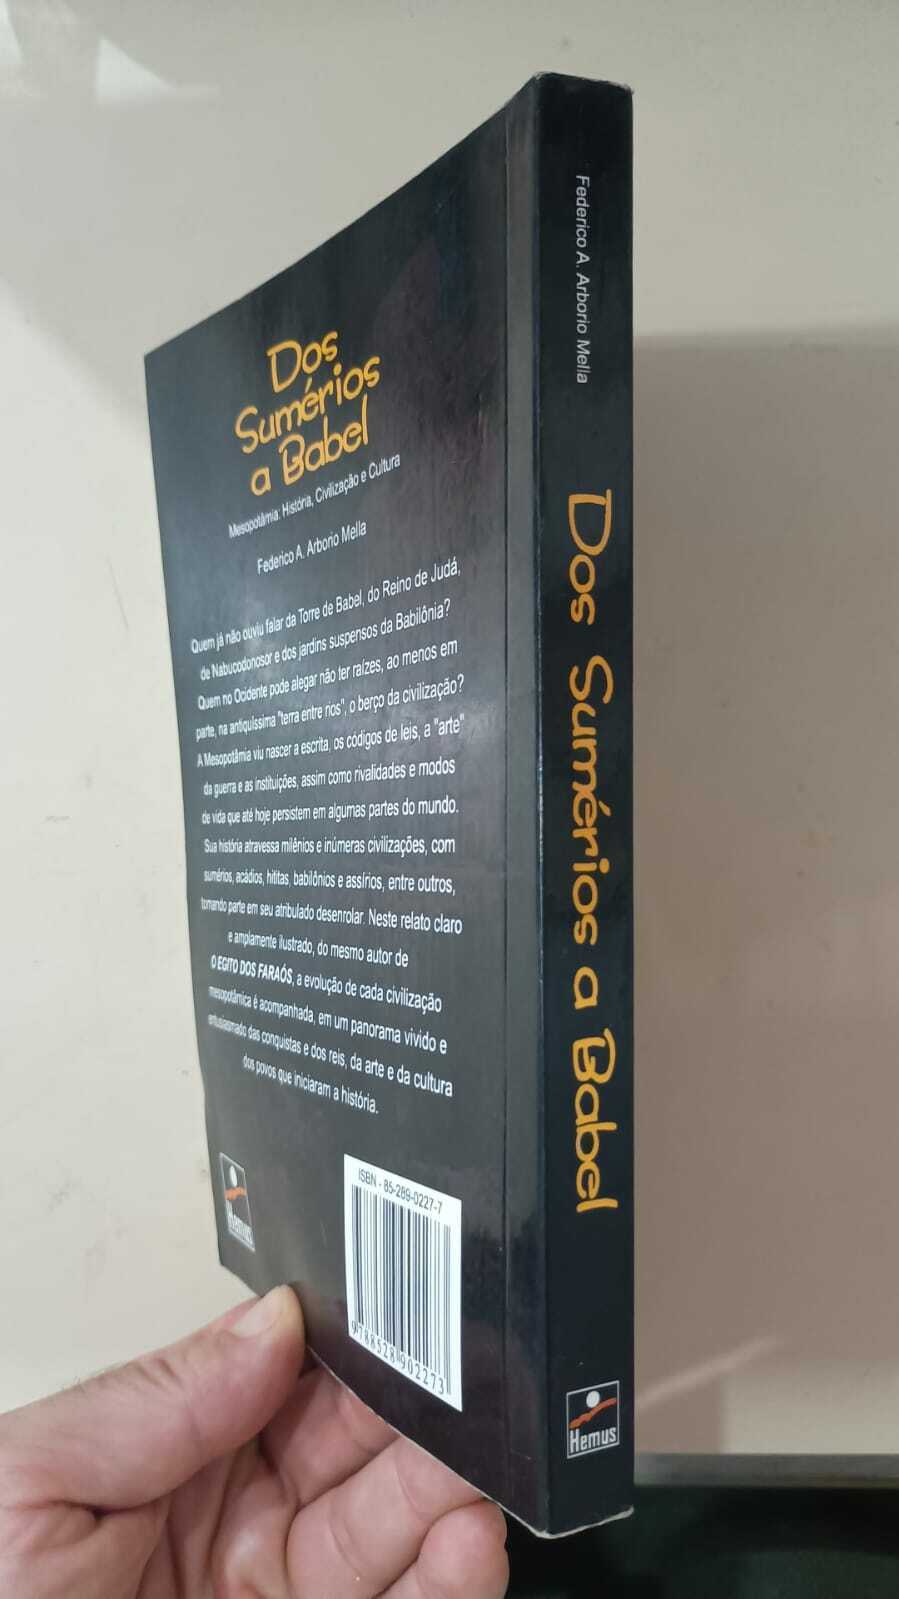 Dos
Sumérios
a Babel
Mesopotâmia: História, Civilização e Cultura
Federico A. Arborio Mella
Quem já não ouviu falar da Torre de Babel, do Reino de Judá,
de Nabucodonosor e dos jardins suspensos da Babilônia?
Quem no Ocidente pode alegar não ter raízes, ao menos em
parte, na antiquíssima "terra entre rios", o berço da civilização?
A Mesopotâmia viu nascer a escrita, os códigos de leis, a "arte"
da guerra e as instituições, assim como rivalidades e modos
de vida que até hoje persistem em algumas partes do mundo.
Sua história atravessa milênios e inúmeras civilizações, com
sumérios, acádios, hititas, babilônios e assírios, entre outros,
tomando parte em seu atribulado desenrolar. Neste relato claro
e amplamente ilustrado, do mesmo autor de
O EGITO DOS FARAÓS, a evolução de cada civilização
mesopotâmica é acompanhada, em um panorama vivido e
entusiasmado das conquistas e dos reis, da arte e da cultura
dos povos que iniciaram a história.
Hemus
ISBN - 85-289-0227-7
9788528902273
Federico A. Arborio Mella
Dos Sumérios a Babel
Hemus